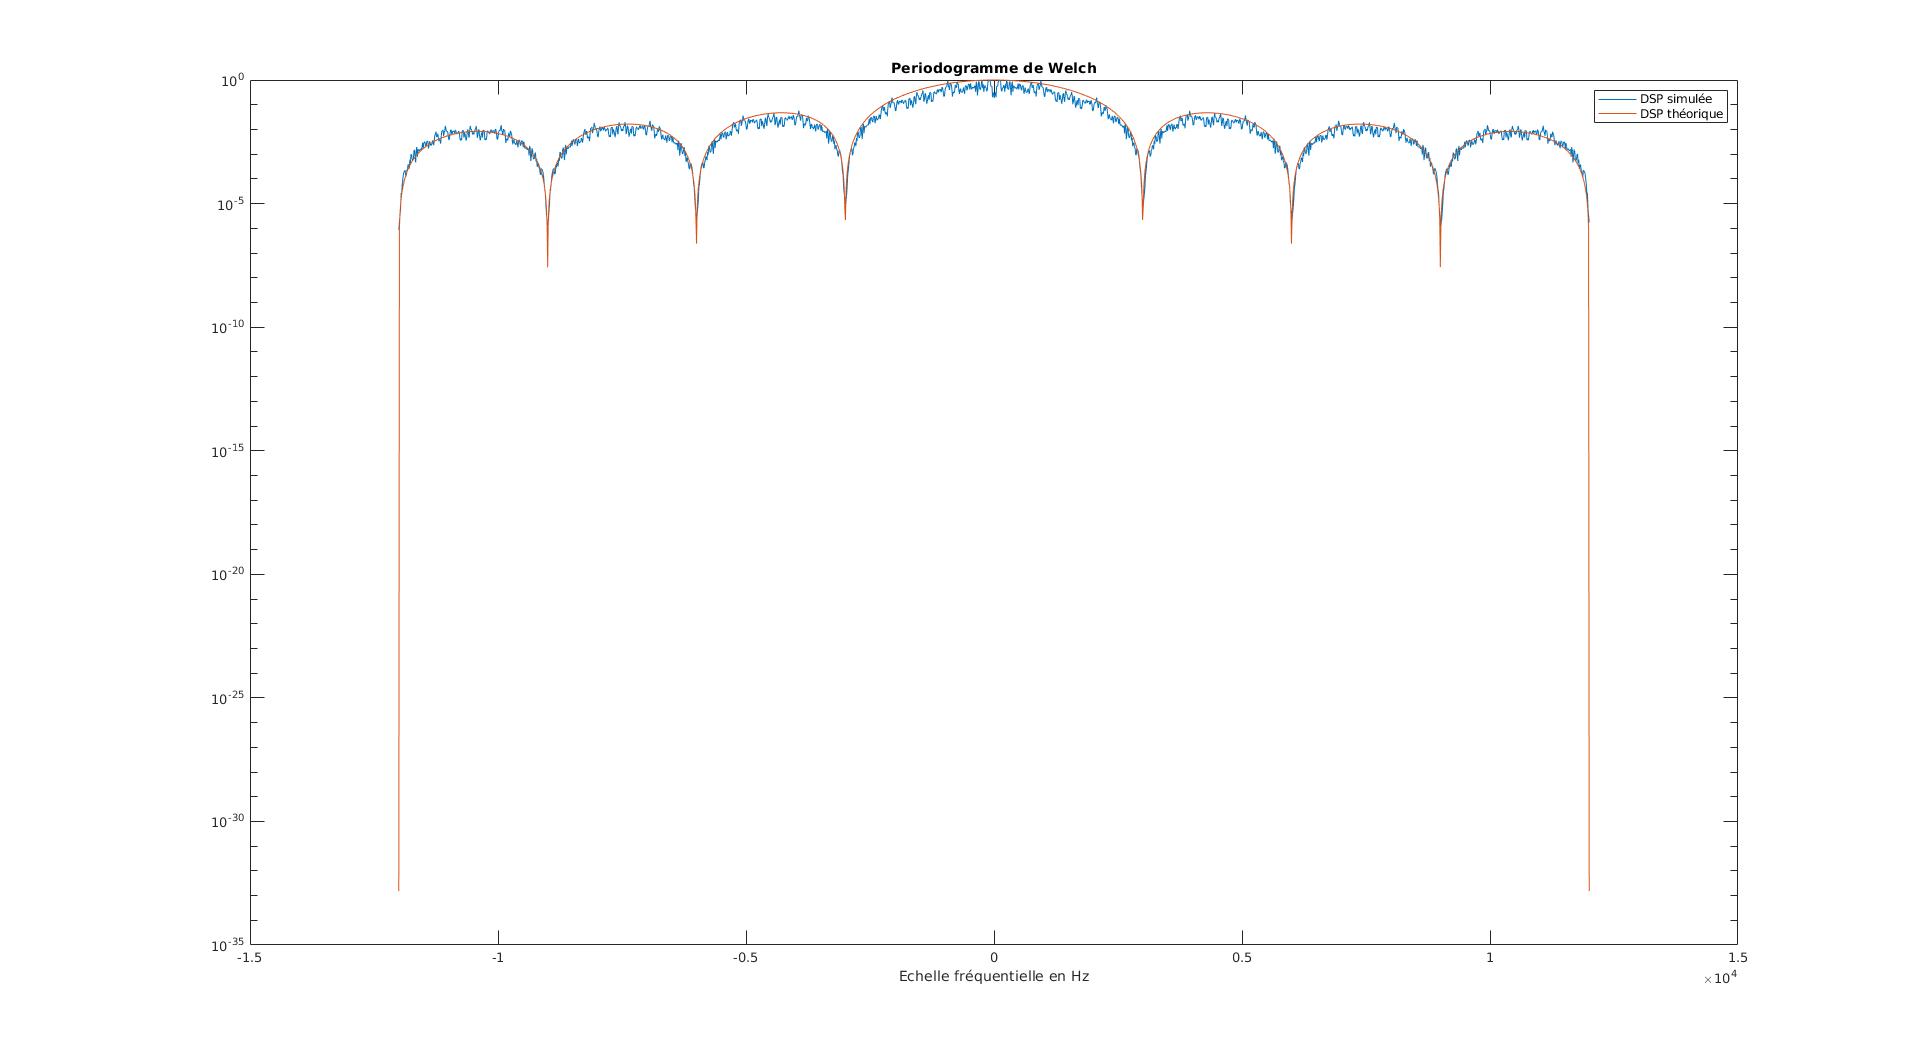 Periodogramme de Welch
10^0
10^-5
10^-10
10^-15
10^-20
10^-25
10^-30
10^-35
DSP simulée
DSP théorique
-1.5 -1 -0.5 0 0.5 1 1.5
×10^4
Echelle fréquentielle en Hz